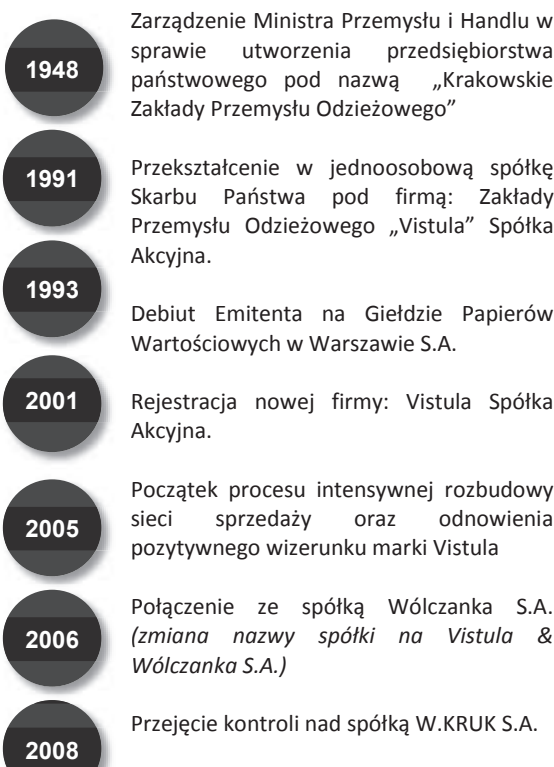 1948
Zarządzenie Ministra Przemysłu i Handlu w
sprawie utworzenia przedsiębiorstwa
państwowego pod nazwą „Krakowskie
Zakłady Przemysłu Odzieżowego”
1991
Przekształcenie w jednoosobową spółkę
Skarbu Państwa pod firmą: Zakłady
Przemysłu Odzieżowego „Vistula” Spółka
Akcyjna.
1993
Debiut Emitenta na Giełdzie Papierów
Wartościowych w Warszawie S.A.
2001
Rejestracja nowej firmy: Vistula Spółka
Akcyjna.
2005
Początek procesu intensywnej rozbudowy
sieci sprzedaży oraz odnowienia
pozytywnego wizerunku marki Vistula
2006
Połączenie ze spółką Wólczanka S.A.
(zmiana nazwy spółki na Vistula &
Wólczanka S.A.)
2008
Przejęcie kontroli nad spółką W.KRUK S.A.